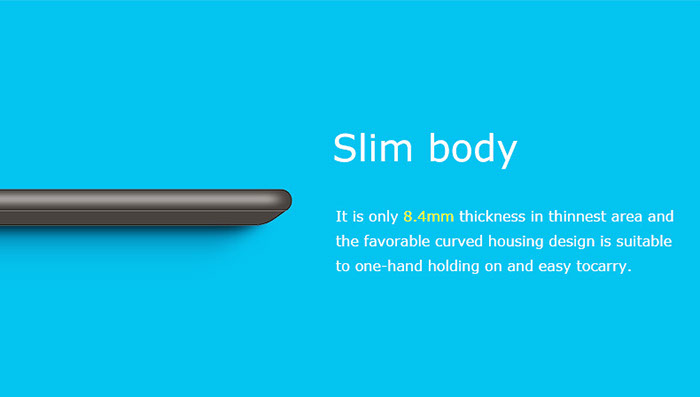 Slim body
It is only 8.4mm thickness in thinnest area and
the favorable curved housing design is suitable
to one-hand holding on and easy tocarry.